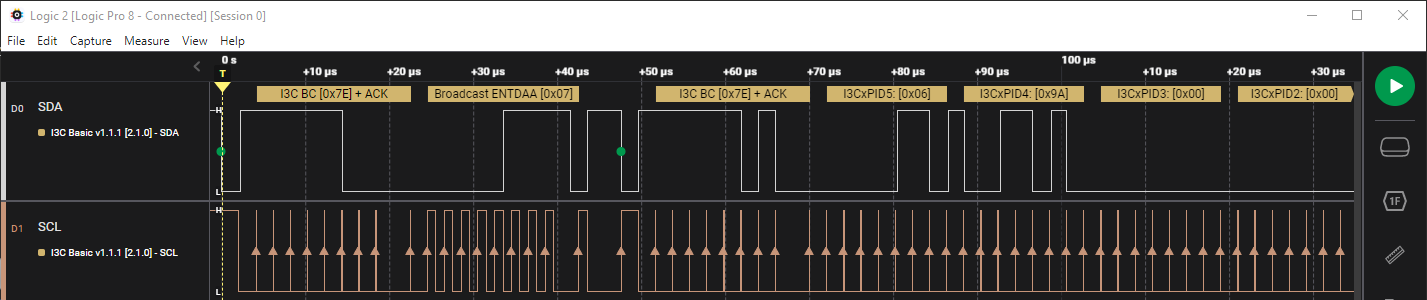 Logic 2 [Logic Pro 8 - Connected] [Session 0]
File Edit Capture Measure View Help
0 s 100 µs
T +10 µs +20 µs +30 µs +40 µs +50 µs +60 µs +70 µs +80 µs +90 µs +10 µs +20 µs +30 µs
I3C BC [0x7E] + ACK Broadcast ENTDAA [0x07] I3C BC [0x7E] + ACK I3CxPID5: [0x06] I3CxPID4: [0x9A] I3CxPID3: [0x00] I3CxPID2: [0x00]
D0 SDA H
I3C Basic v1.1.1 [2.1.0] - SDA
L
1F
H
D1 SCL
I3C Basic v1.1.1 [2.1.0] - SCL
L